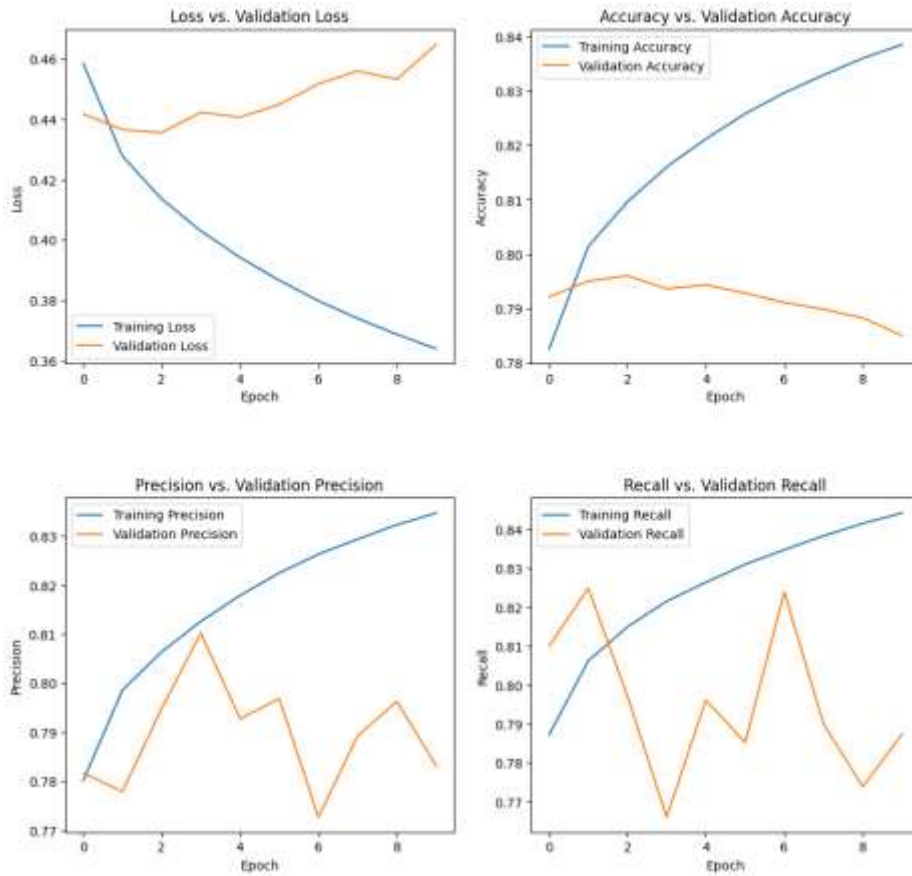 Loss vs. Validation Loss
0.46
0.44
0.42
0.40
0.38
0.36
Loss
Training Loss
Validation Loss
0 2 4 6 8
Epoch
Accuracy vs. Validation Accuracy
0.84
0.83
0.82
0.81
0.80
0.79
0.78
Accuracy
Training Accuracy
Validation Accuracy
0 2 4 6 8
Epoch
Precision vs. Validation Precision
0.83
0.82
0.81
0.80
0.79
0.78
0.77
Precision
Training Precision
Validation Precision
0 2 4 6 8
Epoch
Recall vs. Validation Recall
0.84
0.83
0.82
0.81
0.80
0.79
0.78
0.77
Recall
Training Recall
Validation Recall
0 2 4 6 8
Epoch